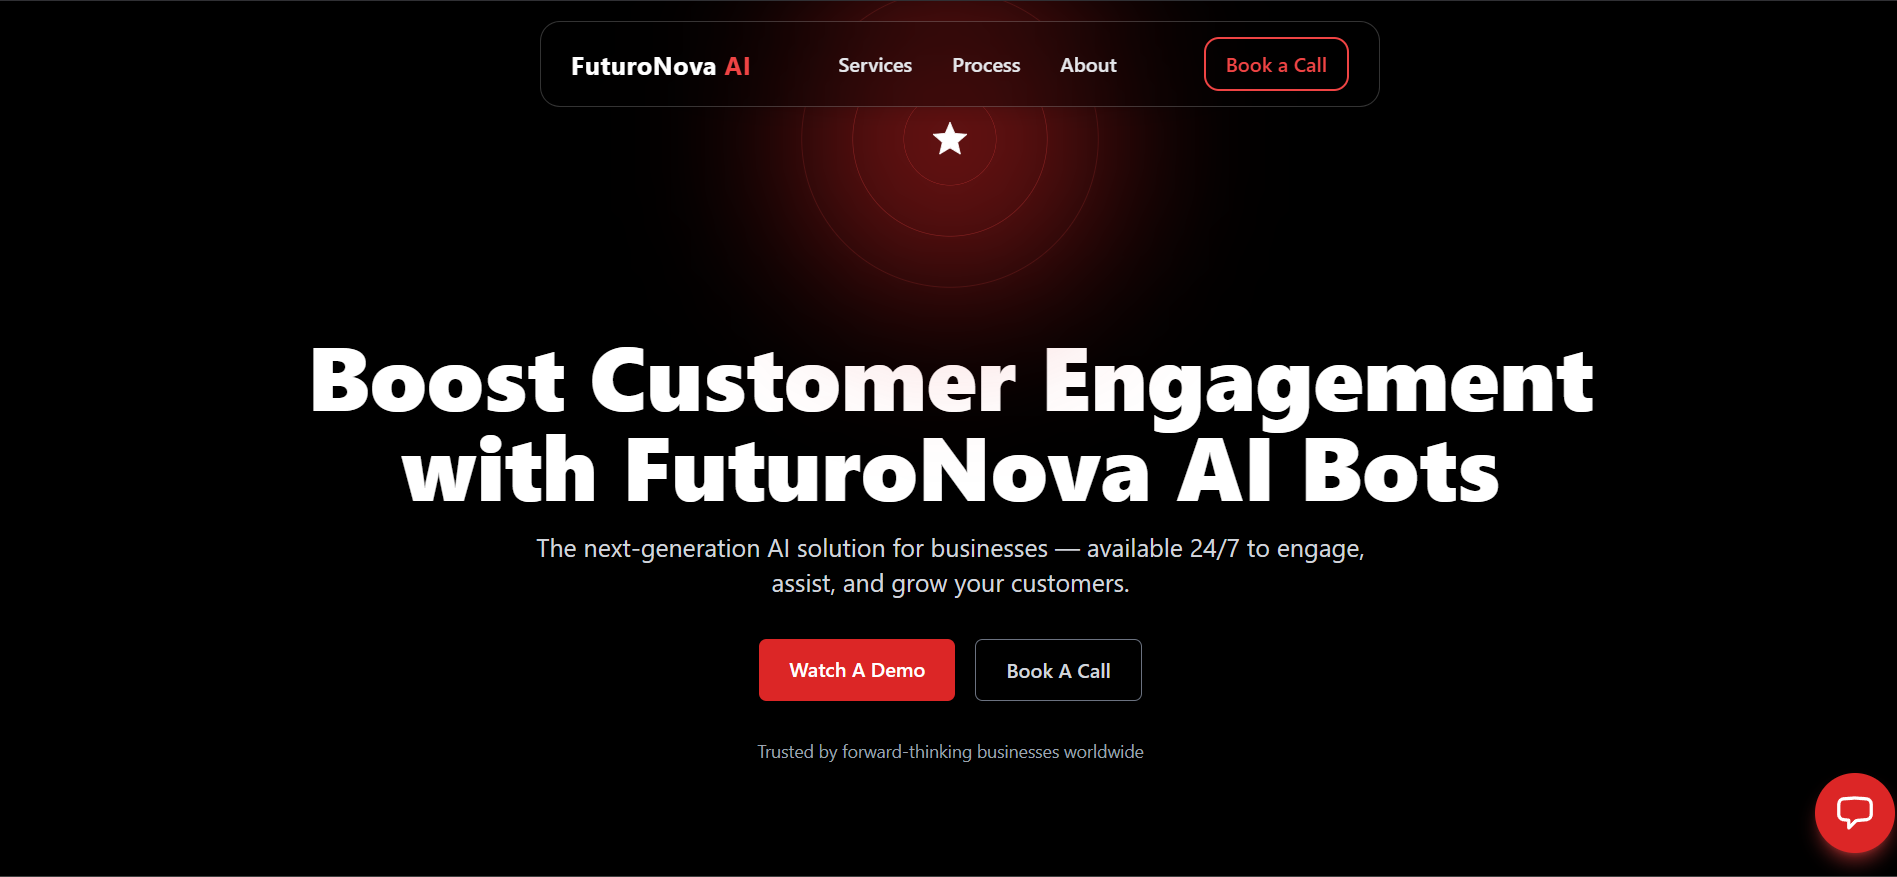 FuturoNova AI
Services
Process
About
Book a Call
Boost Customer Engagement
with FuturoNova AI Bots
The next-generation AI solution for businesses — available 24/7 to engage,
assist, and grow your customers.
Watch A Demo
Book A Call
Trusted by forward-thinking businesses worldwide